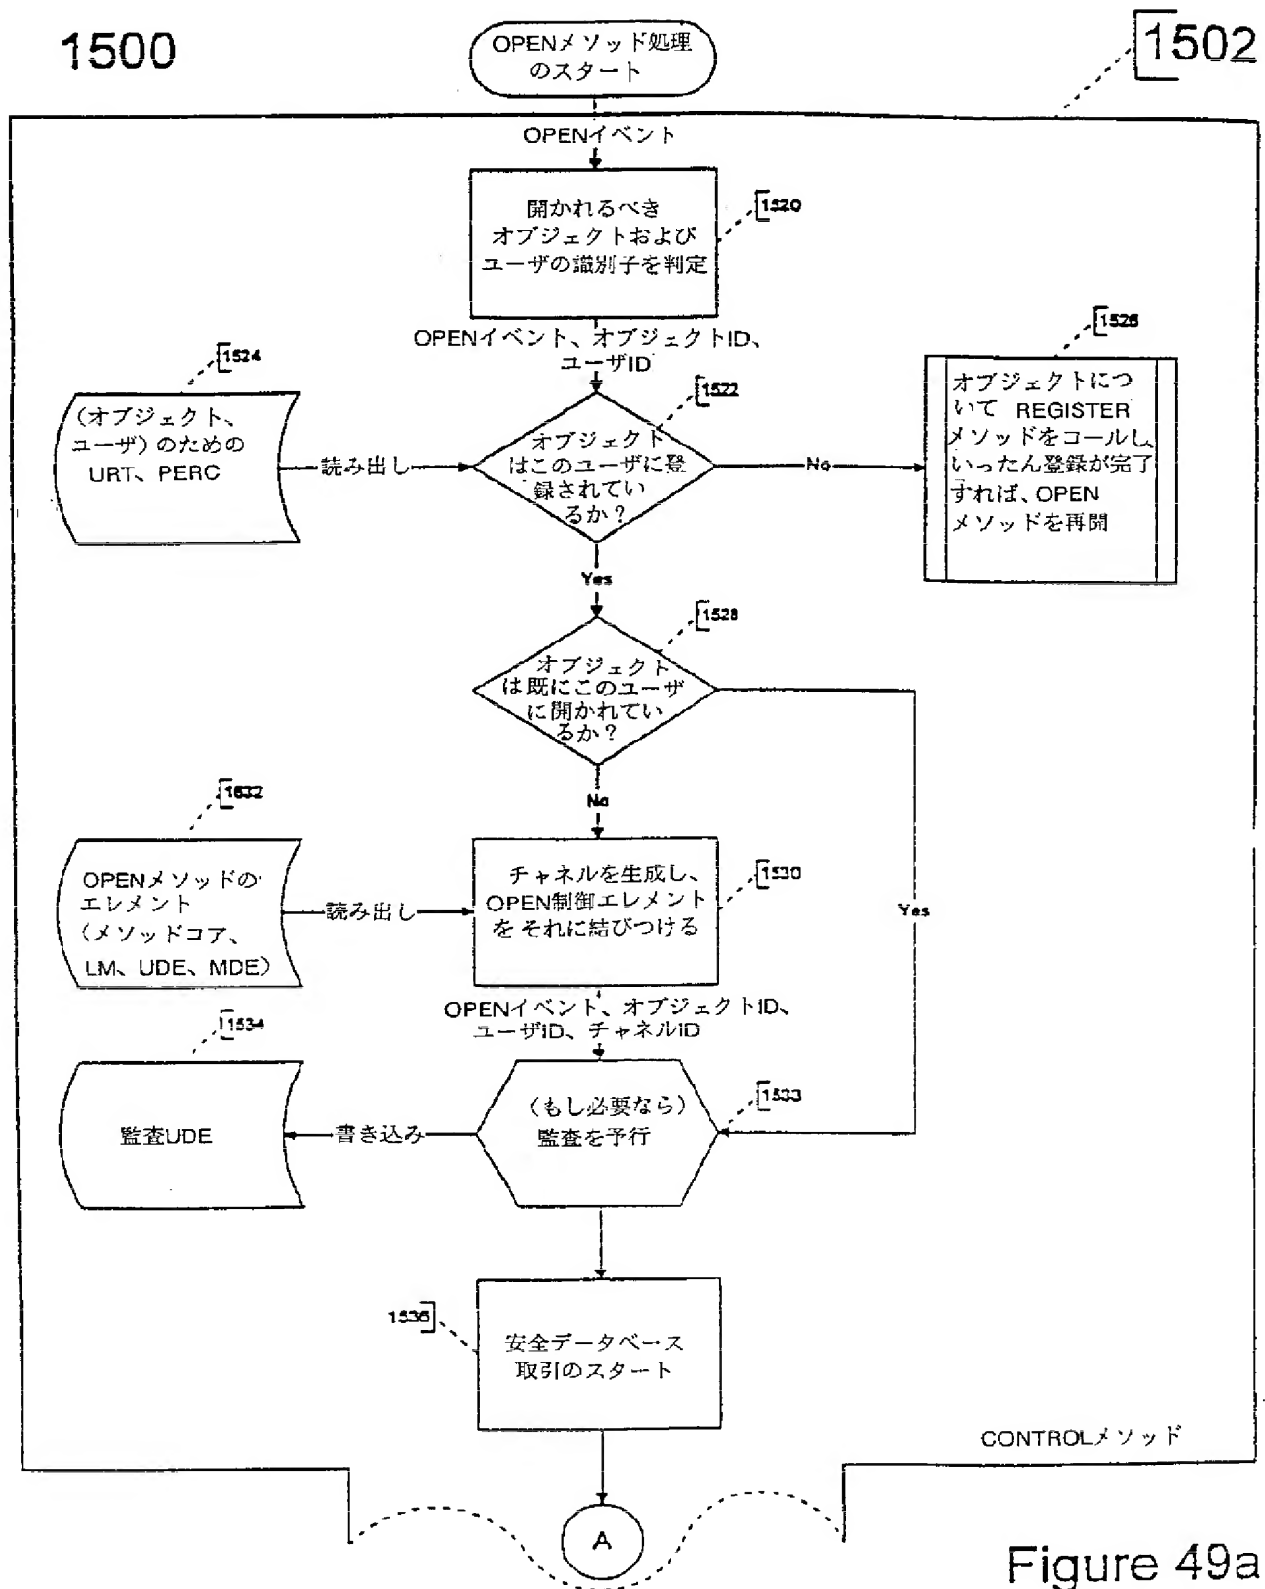 1500
OPENメソッド処理
のスタート
1502
OPENイベント
開かれるべき
オブジェクトおよび
ユーザの識別子を判定
1520
OPENイベント、オブジェクトID、
ユーザID
1524
(オブジェクト、
ユーザ)のための
URT、PERC
読み出し
1522
オブジェクト
はこのユーザに登
録されてい
るか?
No
1526
オブジェクトにつ
いて REGISTER
メソッドをコールし、
いったん登録が完了
すれば、OPEN
メソッドを再開
Yes
1528
オブジェクト
は既にこのユーザ
に開かれてい
るか?
No
Yes
1532
OPENメソッドの
エレメント
(メソッドコア、
LM、UDE、MDE)
読み出し
チャネルを生成し、
OPEN制御エレメント
をそれに結びつける
1530
OPENイベント、オブジェクトID、
ユーザID、チャネルID
1534
監査UDE
書き込み
(もし必要なら)
監査を予行
1533
1536
安全データベース
取引のスタート
CONTROLメソッド
A
Figure 49a